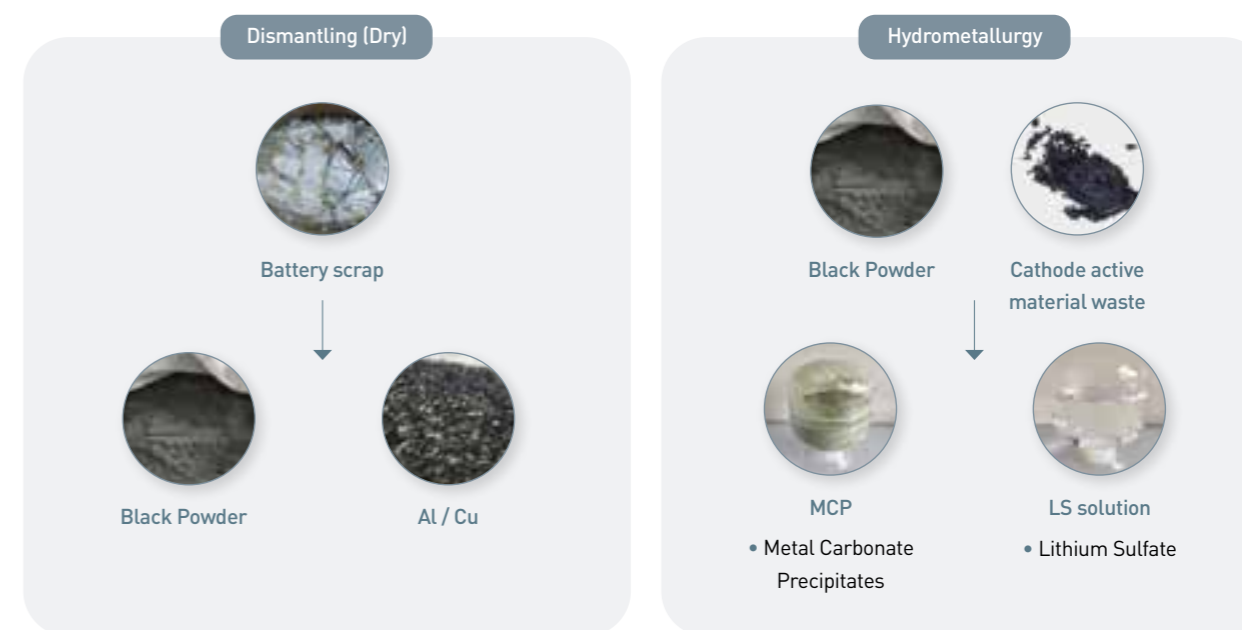 Dismantling (Dry)
Battery scrap
Black Powder
Al / Cu
Hydrometallurgy
Black Powder
Cathode active
material waste
MCP
• Metal Carbonate
Precipitates
LS solution
• Lithium Sulfate